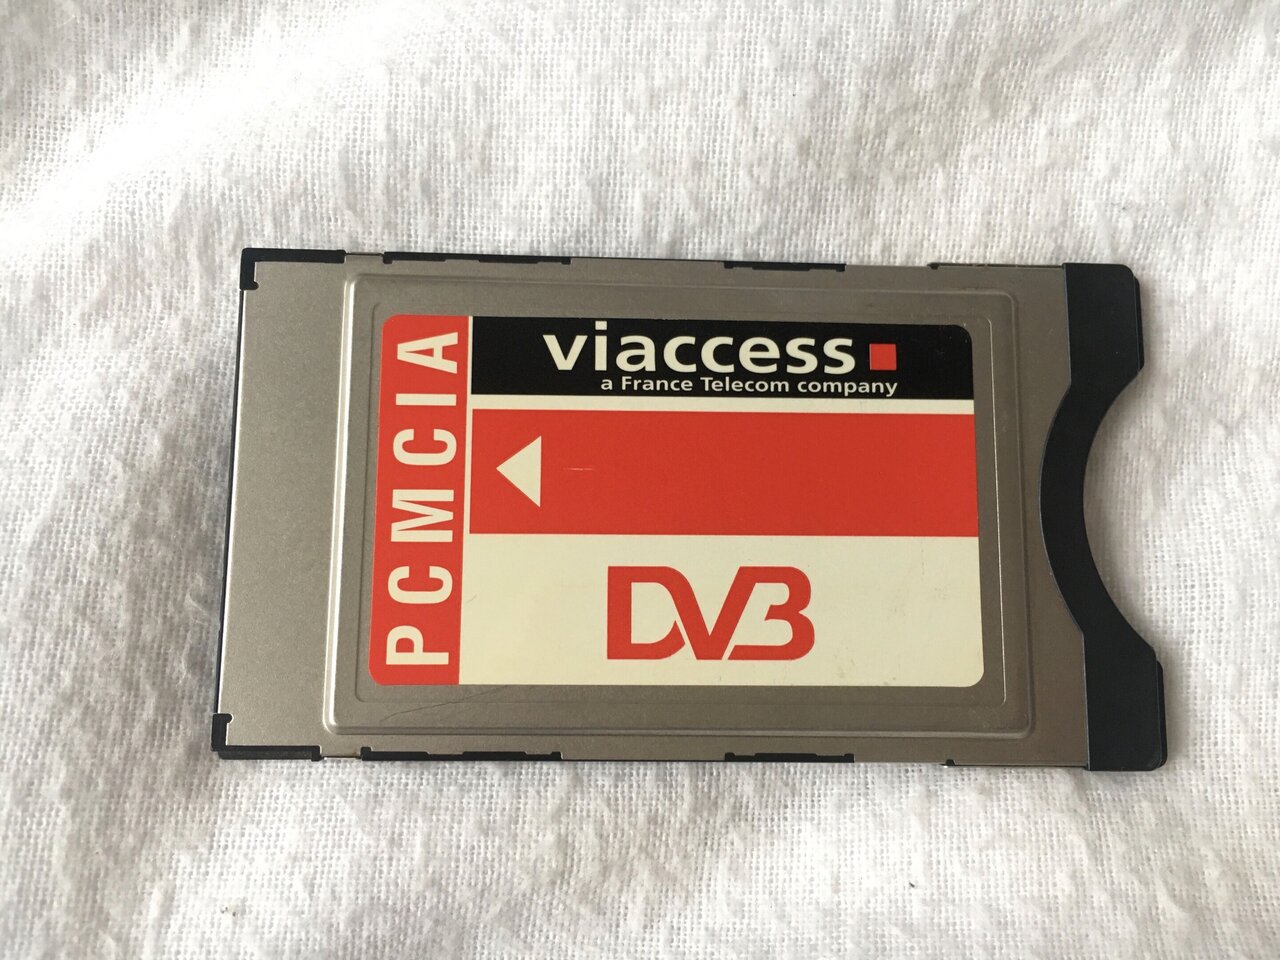 PCMCIA
viaccess
a France Telecom company
DVB